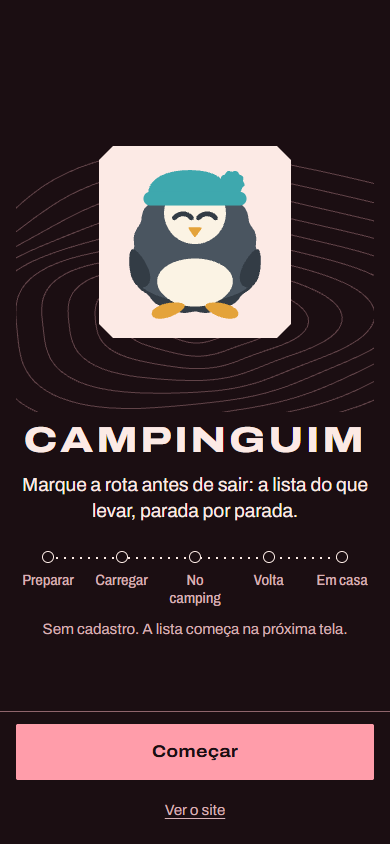 CAMPINGUIM
Marque a rota antes de sair: a lista do que
levar, parada por parada.
Preparar
Carregar
No
camping
Volta
Em casa
Sem cadastro. A lista começa na próxima tela.
Começar
Ver o site